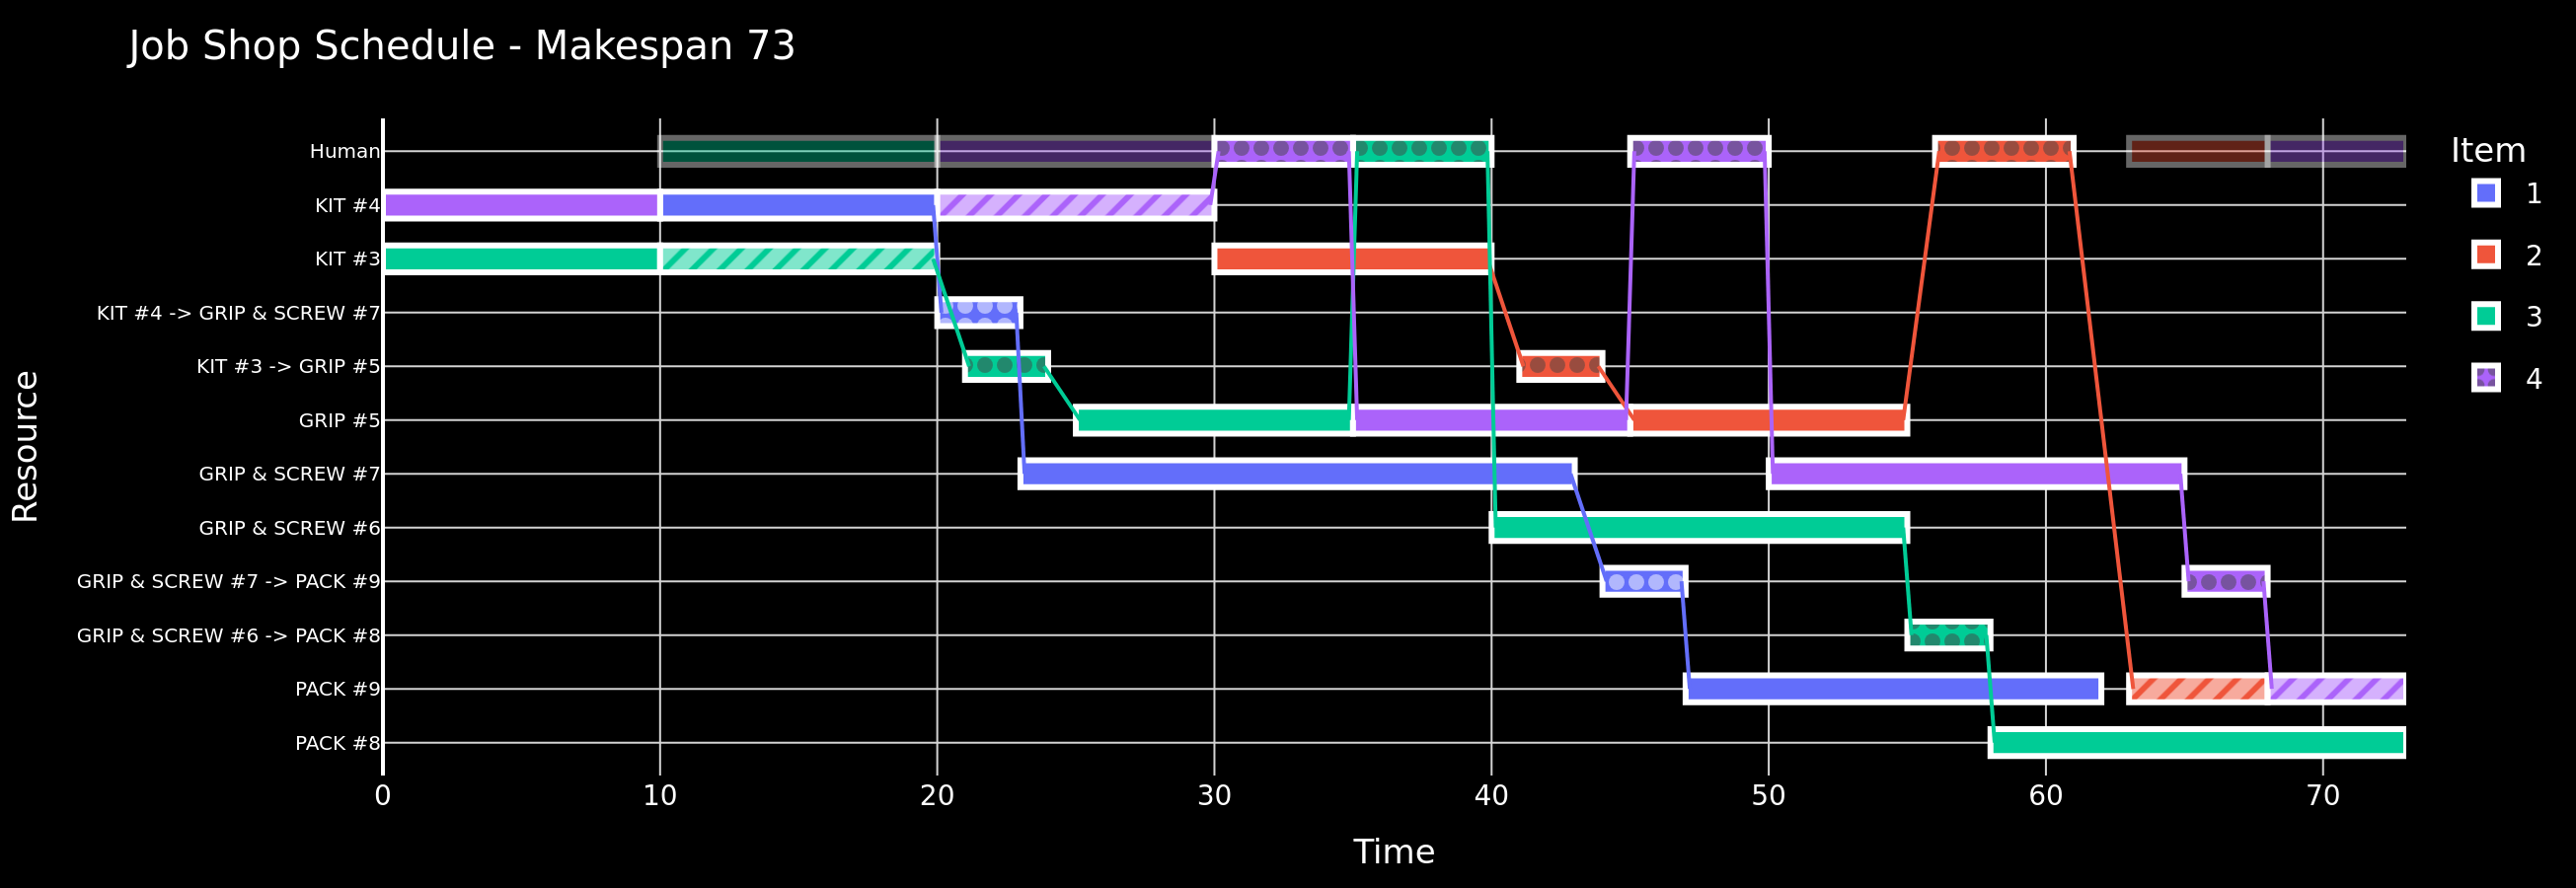 Job Shop Schedule - Makespan 73
Human
KIT #4
KIT #3
KIT #4 -> GRIP & SCREW #7
KIT #3 -> GRIP #5
GRIP #5
GRIP & SCREW #7
GRIP & SCREW #6
GRIP & SCREW #7 -> PACK #9
GRIP & SCREW #6 -> PACK #8
PACK #9
PACK #8
Resource
0 10 20 30 40 50 60 70
Time
Item
1
2
3
4